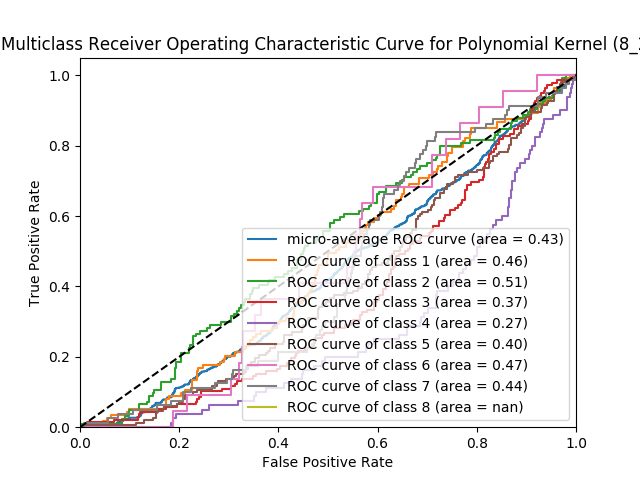 Multiclass Receiver Operating Characteristic Curve for Polynomial Kernel
1.0
0.8
0.6
0.4
0.2
0.0
True Positive Rate
micro-average ROC curve (area = 0.43)
ROC curve of class 1 (area = 0.46)
ROC curve of class 2 (area = 0.51)
ROC curve of class 3 (area = 0.37)
ROC curve of class 4 (area = 0.27)
ROC curve of class 5 (area = 0.40)
ROC curve of class 6 (area = 0.47)
ROC curve of class 7 (area = 0.44)
ROC curve of class 8 (area = nan)
0.0 0.2 0.4 0.6 0.8 1.0
False Positive Rate